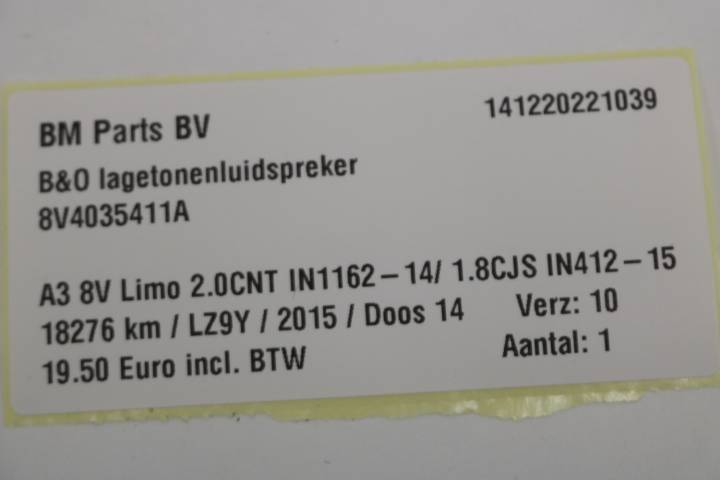 BM Parts BV 141220221039
B&O lagetonenluidspreker
8V4035411A
A3 8V Limo 2.0CNT IN1162-14/ 1.8CJS IN412-15
18276 km / LZ9Y / 2015 / Doos 14 Verz: 10
19.50 Euro incl. BTW Aantal: 1